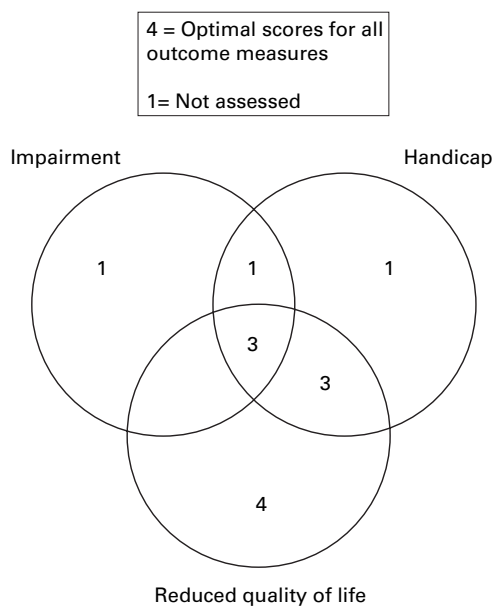 4 = Optimal scores for all
outcome measures
1= Not assessed
Impairment
Handicap
1
1
1
3
3
4
Reduced quality of life